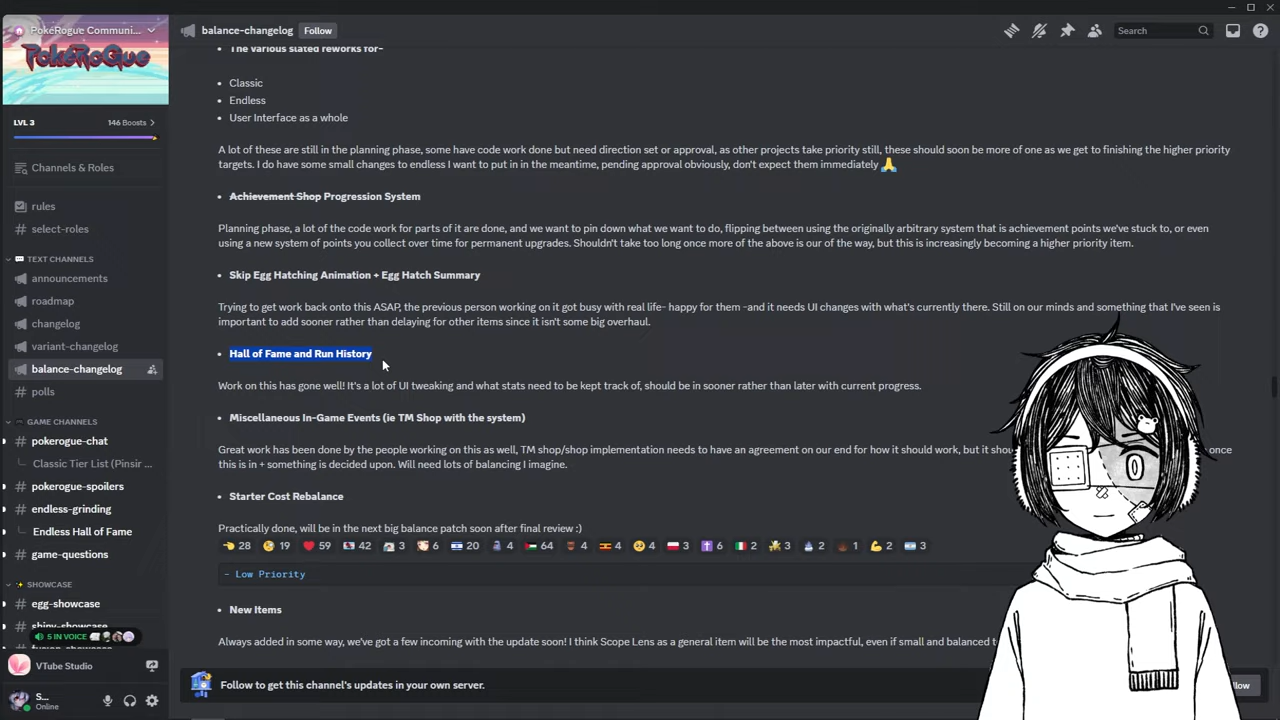 PokéRogue Communi...
POKÉROGUE
LVL 3
146 Boosts
Channels & Roles
rules
select-roles
TEXT CHANNELS
announcements
roadmap
changelog
variant-changelog
balance-changelog
polls
GAME CHANNELS
pokerogue-chat
Classic Tier List (Pinsir ...
pokerogue-spoilers
endless-grinding
Endless Hall of Fame
game-questions
SHOWCASE
egg-showcase
shiny-showcase
5 IN VOICE
VTube Studio
S...
Online
balance-changelog
Follow
Search
The various slated reworks for-
Classic
Endless
User Interface as a whole
A lot of these are still in the planning phase, some have code work done but need direction set or approval, as other projects take priority still, these should soon be more of one as we get to finishing the higher priority
targets. I do have some small changes to endless I want to put in in the meantime, pending approval obviously, don't expect them immediately 🙏
Achievement Shop Progression System
Planning phase, a lot of the code work for parts of it are done, and we want to pin down what we want to do, flipping between using the originally arbitrary system that is achievement points we've stuck to, or even
using a new system of points you collect over time for permanent upgrades. Shouldn't take too long once more of the above is our of the way, but this is increasingly becoming a higher priority item.
Skip Egg Hatching Animation + Egg Hatch Summary
Trying to get work back onto this ASAP, the previous person working on it got busy with real life- happy for them -and it needs UI changes with what's currently there. Still on our minds and something that I've seen is
important to add sooner rather than delaying for other items since it isn't some big overhaul.
Hall of Fame and Run History
Work on this has gone well! It's a lot of UI tweaking and what stats need to be kept track of, should be in sooner rather than later with current progress.
Miscellaneous In-Game Events (ie TM Shop with the system)
Great work has been done by the people working on this as well, TM shop/shop implementation needs to have an agreement on our end for how it should work, but it shou once
this is in + something is decided upon. Will need lots of balancing I imagine.
Starter Cost Rebalance
Practically done, will be in the next big balance patch soon after final review :)
28 19 59 42 3 6 20 4 64 4 4 4 3 6 2 3 2 1 2 3
- Low Priority
New Items
Always added in some way, we've got a few incoming with the update soon! I think Scope Lens as a general item will be the most impactful, even if small and balanced
Follow to get this channel's updates in your own server.